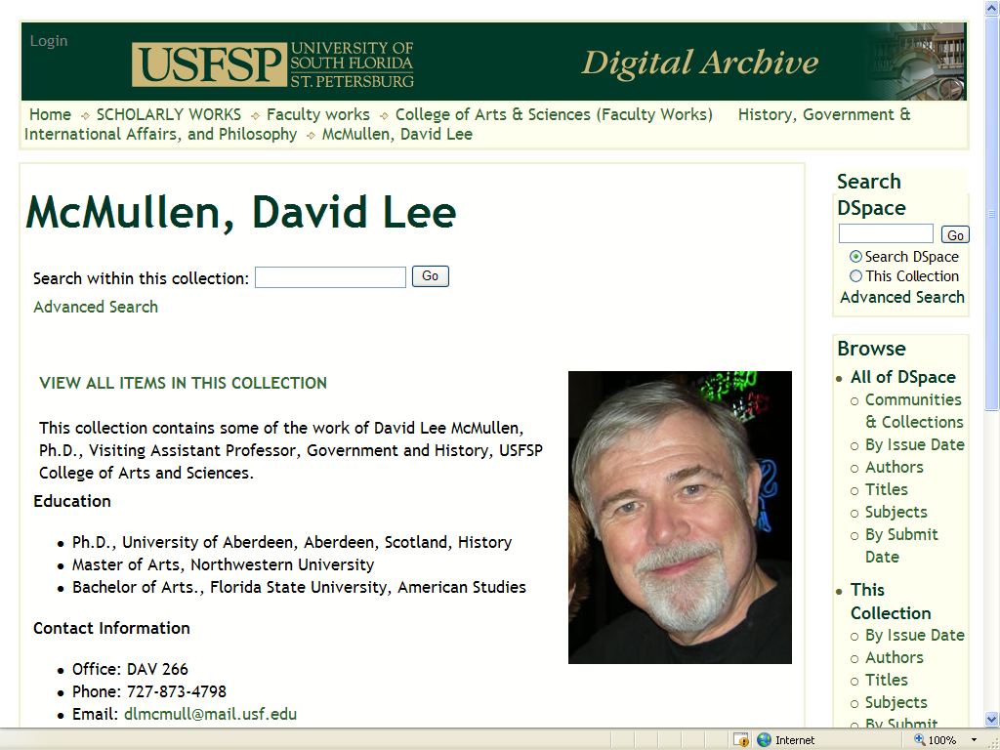 Login
USFSP UNIVERSITY OF
SOUTH FLORIDA
ST. PETERSBURG
Digital Archive
Home SCHOLARLY WORKS Faculty works College of Arts & Sciences (Faculty Works) History, Government &
International Affairs, and Philosophy McMullen, David Lee
McMullen, David Lee
Search within this collection: Go
Advanced Search
VIEW ALL ITEMS IN THIS COLLECTION
This collection contains some of the work of David Lee McMullen,
Ph.D., Visiting Assistant Professor, Government and History, USFSP
College of Arts and Sciences.
Education
Ph.D., University of Aberdeen, Aberdeen, Scotland, History
Master of Arts, Northwestern University
Bachelor of Arts., Florida State University, American Studies
Contact Information
Office: DAV 266
Phone: 727-873-4798
Email: dlmcmull@mail.usf.edu
Search
DSpace
Go
Search DSpace
This Collection
Advanced Search
Browse
All of DSpace
Communities
& Collections
By Issue Date
Authors
Titles
Subjects
By Submit
Date
This
Collection
By Issue Date
Authors
Titles
Subjects
By Submit
Internet
100%